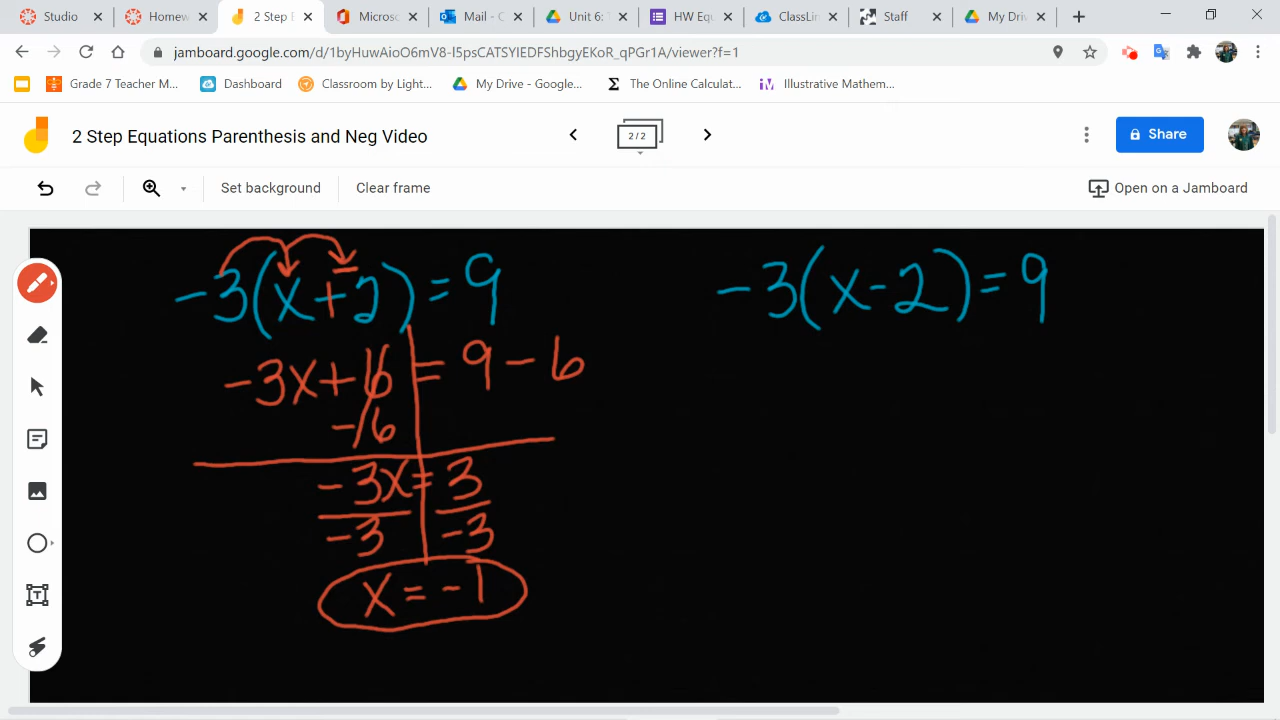 Studio
Homew
2 Step E
Micros
Mail - C
Unit 6:
HW Equ
ClassLin
Staff
My Driv
jamboard.google.com/d/1byHuwAioO6mV8-I5psCATSYIEDFShbgyEKoR_qPGr1A/viewer?f=1
Grade 7 Teacher M...
Dashboard
Classroom by Light...
My Drive - Google...
The Online Calculat...
Illustrative Mathem...
2 Step Equations Parenthesis and Neg Video
2/2
Share
Set background
Clear frame
Open on a Jamboard
-3(x+2)=9
-3x+6=9-6
-6
-3x=3
-3 -3
x=-1
-3(x-2)=9